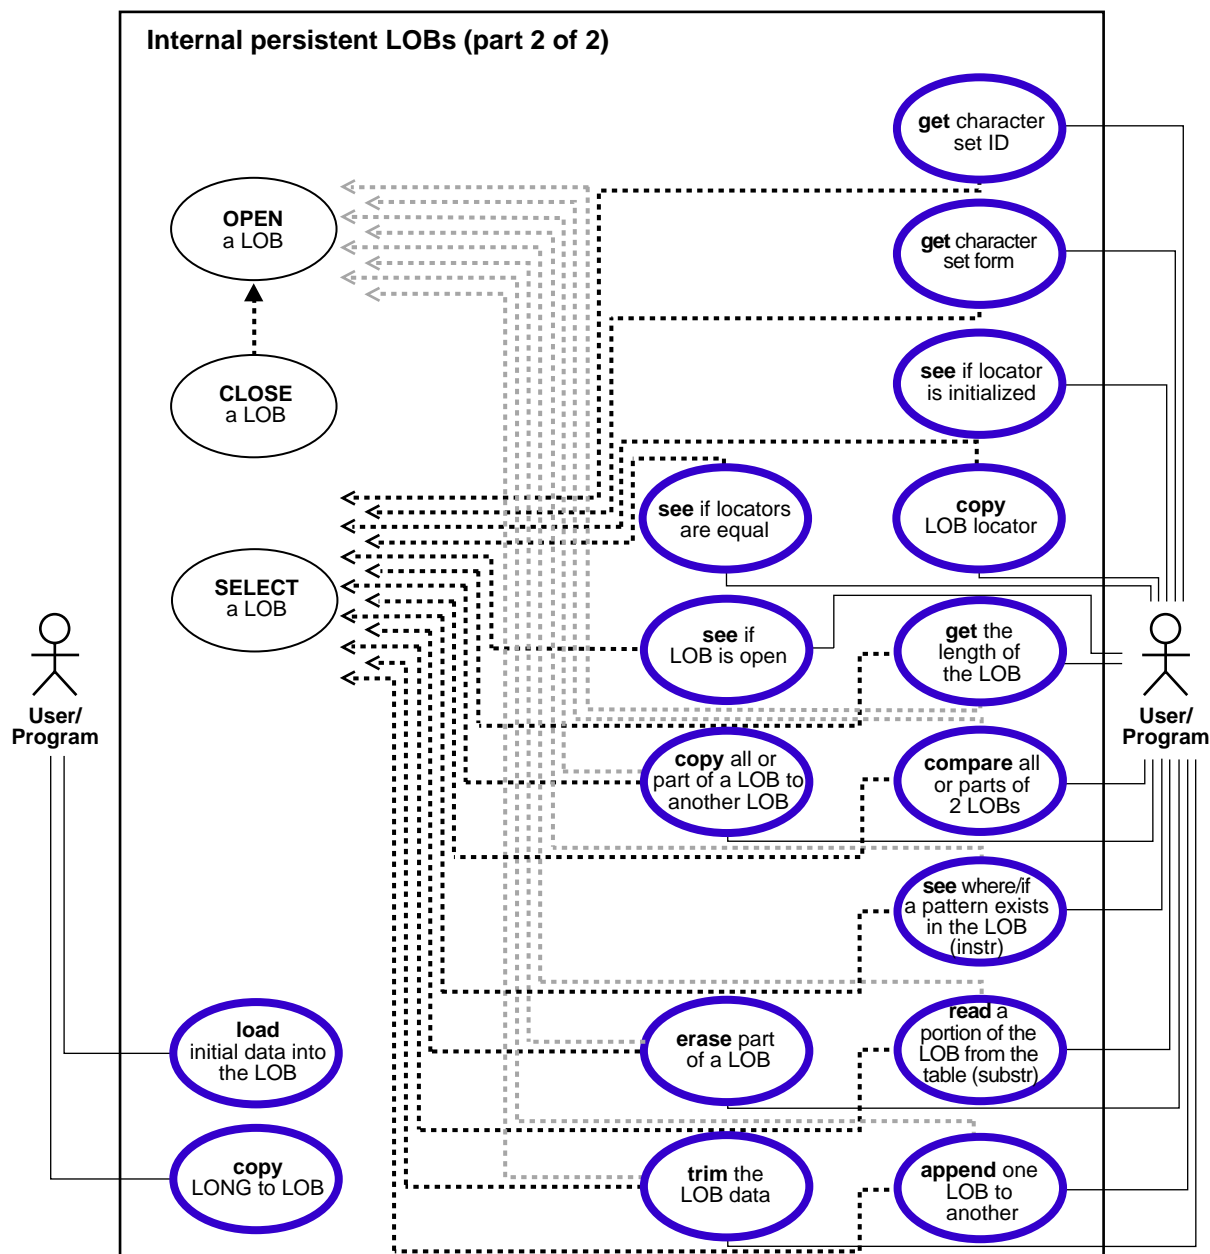 Internal persistent LOBs (part 2 of 2)
get character
set ID
OPEN
a LOB
get character
set form
CLOSE
a LOB
see if locator
is initialized
see if locators
are equal
copy
LOB locator
SELECT
a LOB
see if
LOB is open
get the
length of
the LOB
User/
Program
User/
Program
copy all or
part of a LOB to
another LOB
compare all
or parts of
2 LOBs
see where/if
a pattern exists
in the LOB
(instr)
load
initial data into
the LOB
erase part
of a LOB
read a
portion of the
LOB from the
table (substr)
copy
LONG to LOB
trim the
LOB data
append one
LOB to
another